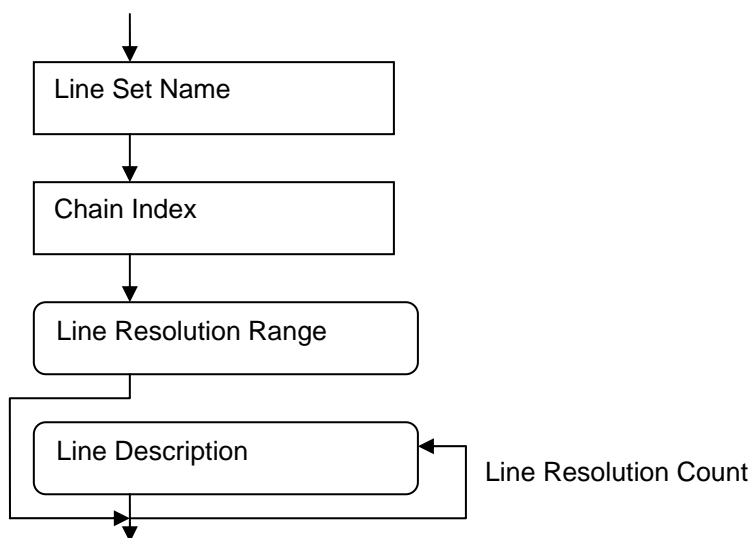 Line Set Name
Chain Index
Line Resolution Range
Line Description
Line Resolution Count